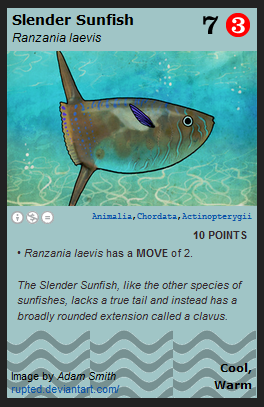 Slender Sunfish 7 3
Ranzania laevis
Animalia,Chordata,Actinopterygii
10 POINTS
• Ranzania laevis has a MOVE of 2.
The Slender Sunfish, like the other species of
sunfishes, lacks a true tail and instead has a
broadly rounded extension called a clavus.
Cool,
Image by Adam Smith Warm
rupted.deviantart.com/